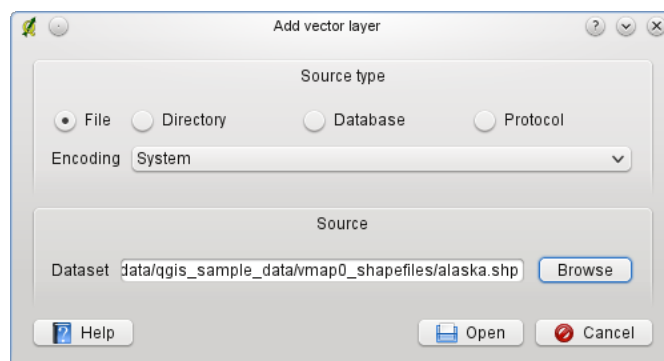 Add vector layer
Source type
File Directory Database Protocol
Encoding System
Source
Dataset data/qgis_sample_data/vmap0_shapefiles/alaska.shp Browse
Help Open Cancel